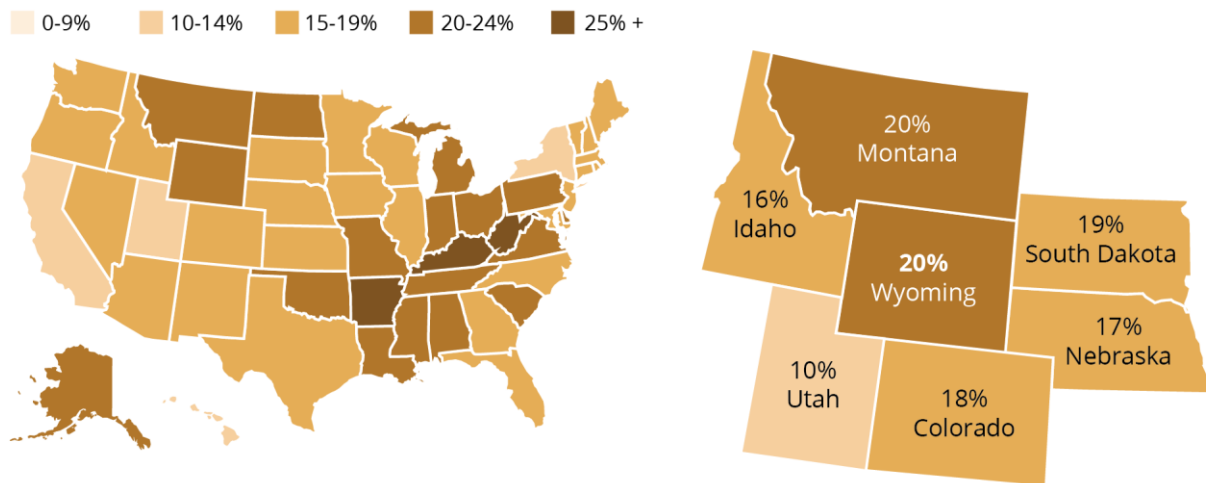 0-9% 10-14% 15-19% 20-24% 25% +
20%
Montana
16%
Idaho
19%
South Dakota
20%
Wyoming
17%
Nebraska
10%
Utah
18%
Colorado